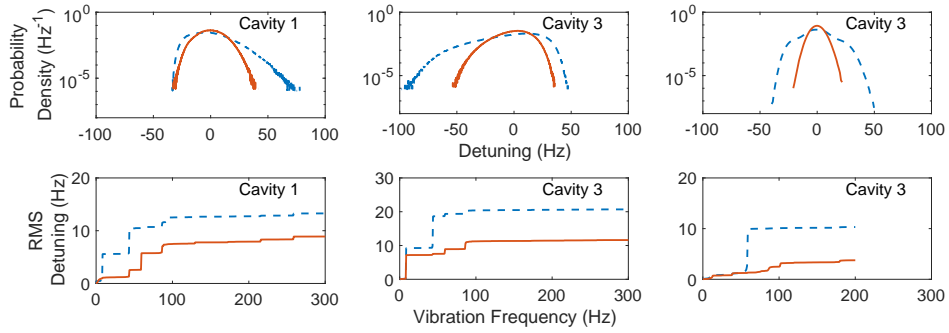 Probability
Density (Hz⁻¹)
10⁰
10⁻⁵
Cavity 1
-100 -50 0 50 100
10⁰
10⁻⁵
Cavity 3
-100 -50 0 50 100
10⁰
10⁻⁵
Cavity 3
-100 -50 0 50 100
Detuning (Hz)
RMS
Detuning (Hz)
20
10
0
Cavity 1
0 100 200 300
30
20
10
0
Cavity 3
0 100 200 300
20
10
0
Cavity 3
0 100 200 300
Vibration Frequency (Hz)